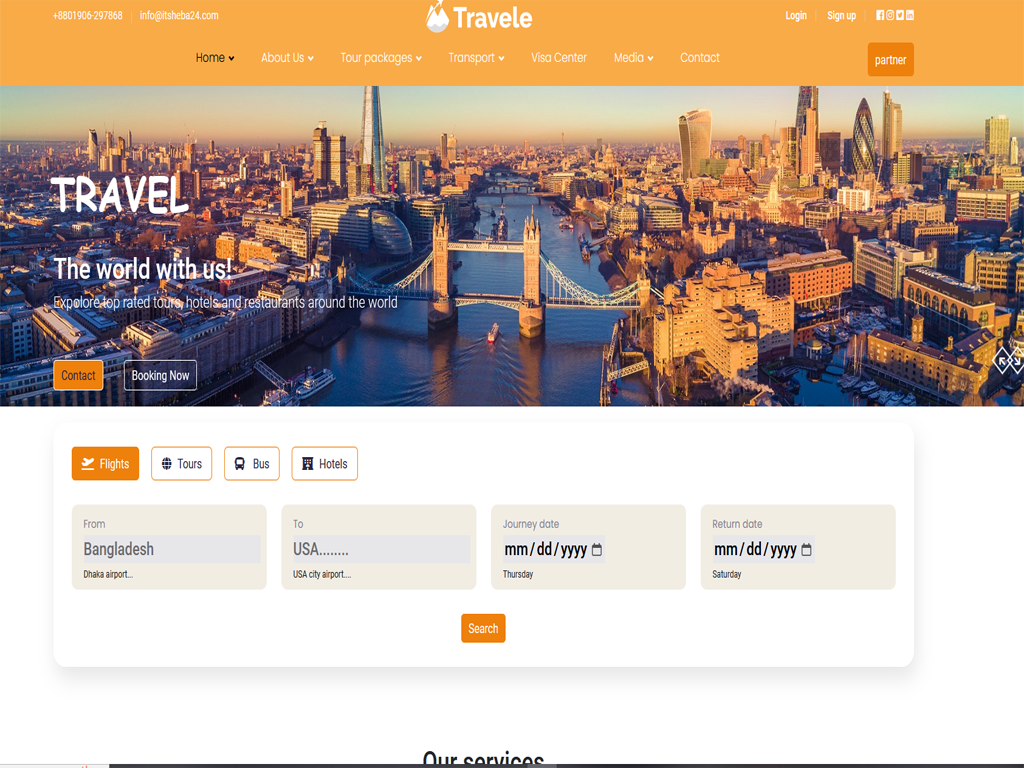 +8801906-297868 info@itsheba24.com Travele Login Sign up
Home About Us Tour packages Transport Visa Center Media Contact partner
TRAVEL
The world with us!
Expolore top rated tours, hotels and restaurants around the world
Contact Booking Now
Flights Tours Bus Hotels
From To Journey date Return date
Bangladesh USA........ mm/dd/yyyy mm/dd/yyyy
Dhaka airport... USA city airport.... Thursday Saturday
Search
Our services